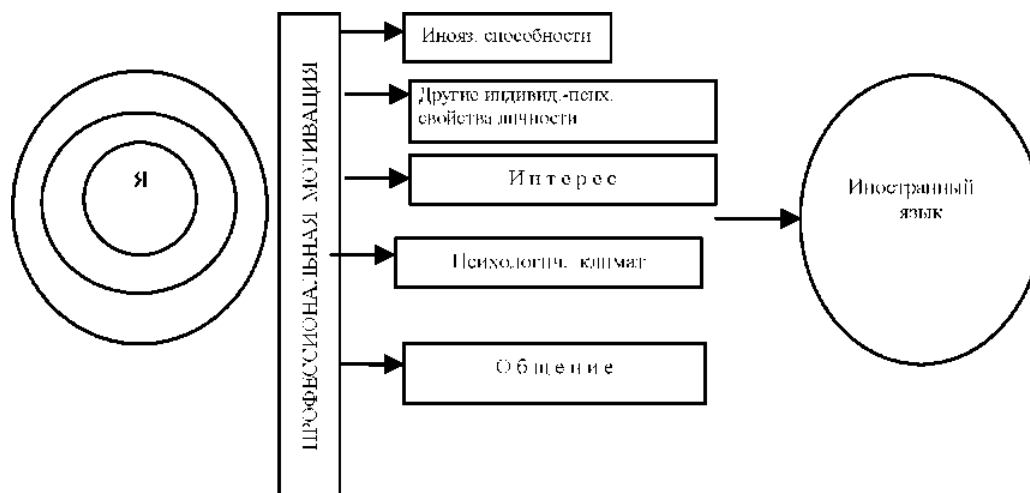 Я
ПРОФЕССИОНАЛЬНАЯ МОТИВАЦИЯ
Инояз. способности
Другие индивид.-псих.
свойства личности
Интерес
Психологич. климат
Общение
Иностранный
язык